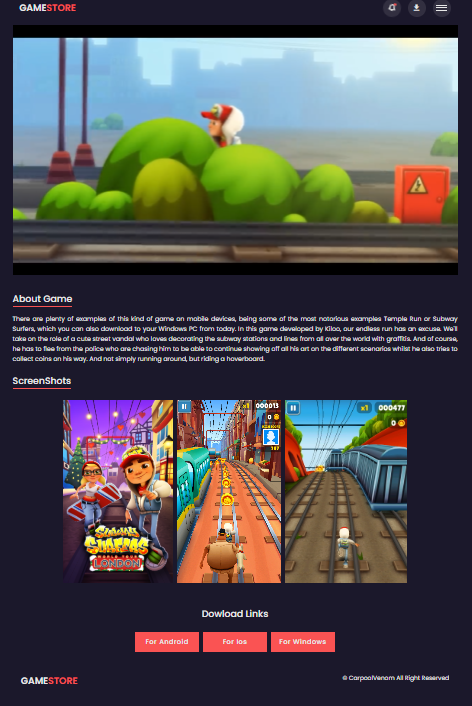 GAMESTORE
About Game
There are plenty of examples of this kind of game on mobile devices, being some of the most notorious examples Temple Run or Subway
Surfers, which you can also download to your Windows PC from today. In this game developed by Kiloo, our endless run has an excuse. We'll
take on the role of a cute street vandal who loves decorating the subway stations and lines from all over the world with graffitis. And of course,
he has to flee from the police who are chasing him to be able to continue showing off all his art on the different scenarios whilst he also tries to
collect coins on his way. And not simply running around, but riding a hoverboard.
ScreenShots
x1 000013
0
187
x1 000477
0
SUBWAY
SURFERS
LONDON
Dowload Links
For Android For Ios For Windows
GAMESTORE © CarpoolVenom All Right Reserved